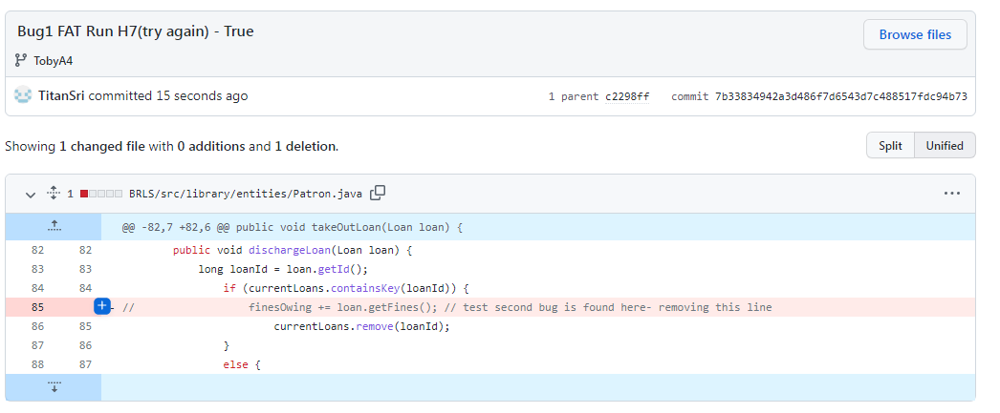 Bug1 FAT Run H7(try again) - True
Browse files
TobyA4
TitanSri committed 15 seconds ago
1 parent c2298ff commit 7b33834942a3d486f7d6543d7c488517fdc94b73
Showing 1 changed file with 0 additions and 1 deletion.
Split Unified
1 BRLS/src/library/entities/Patron.java
@@ -82,7 +82,6 @@ public void takeOutLoan(Loan loan) {
82 82 public void dischargeLoan(Loan loan) {
83 83 long loanId = loan.getId();
84 84 if (currentLoans.containsKey(loanId)) {
85 - // finesOwing += loan.getFines(); // test second bug is found here- removing this line
86 85 currentLoans.remove(loanId);
87 86 }
88 87 else {